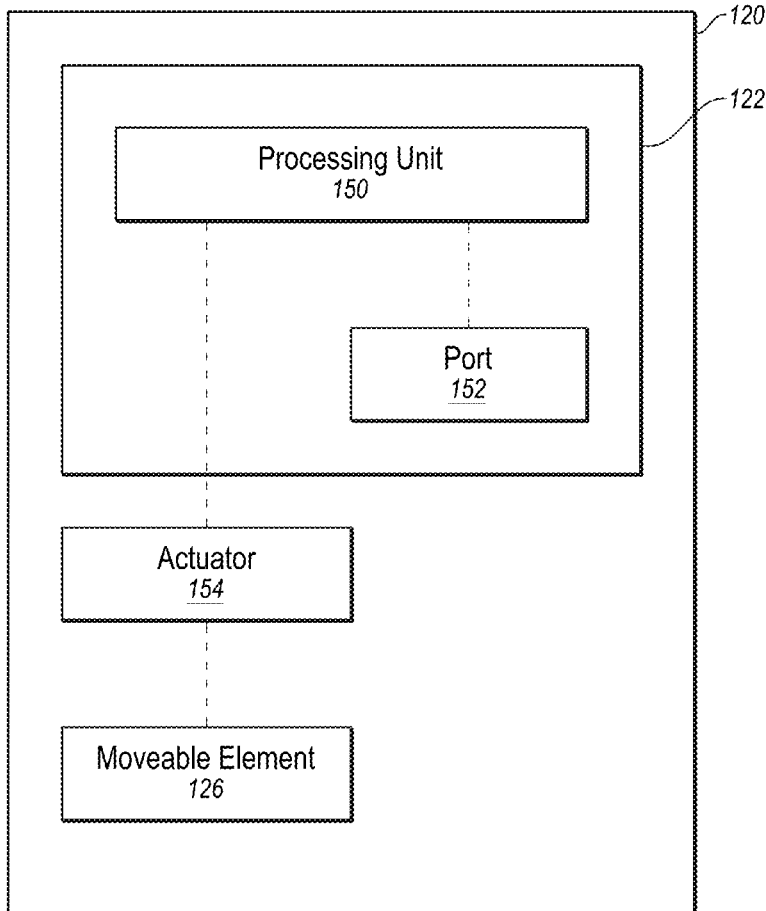 120
122
Processing Unit
150
Port
152
Actuator
154
Moveable Element
126